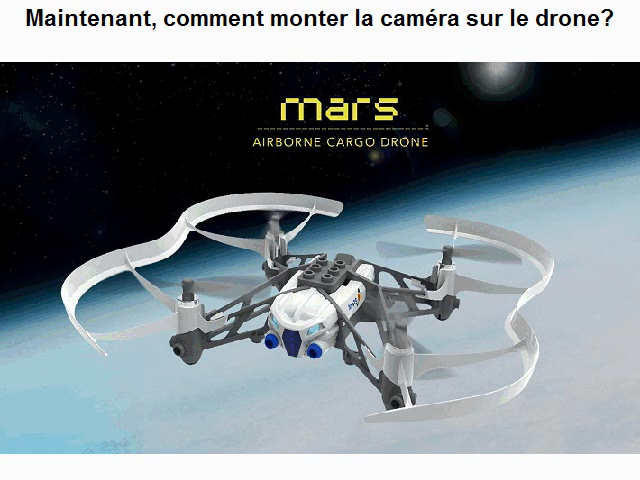 Maintenant, comment monter la caméra sur le drone?
mars
AIRBORNE CARGO DRONE